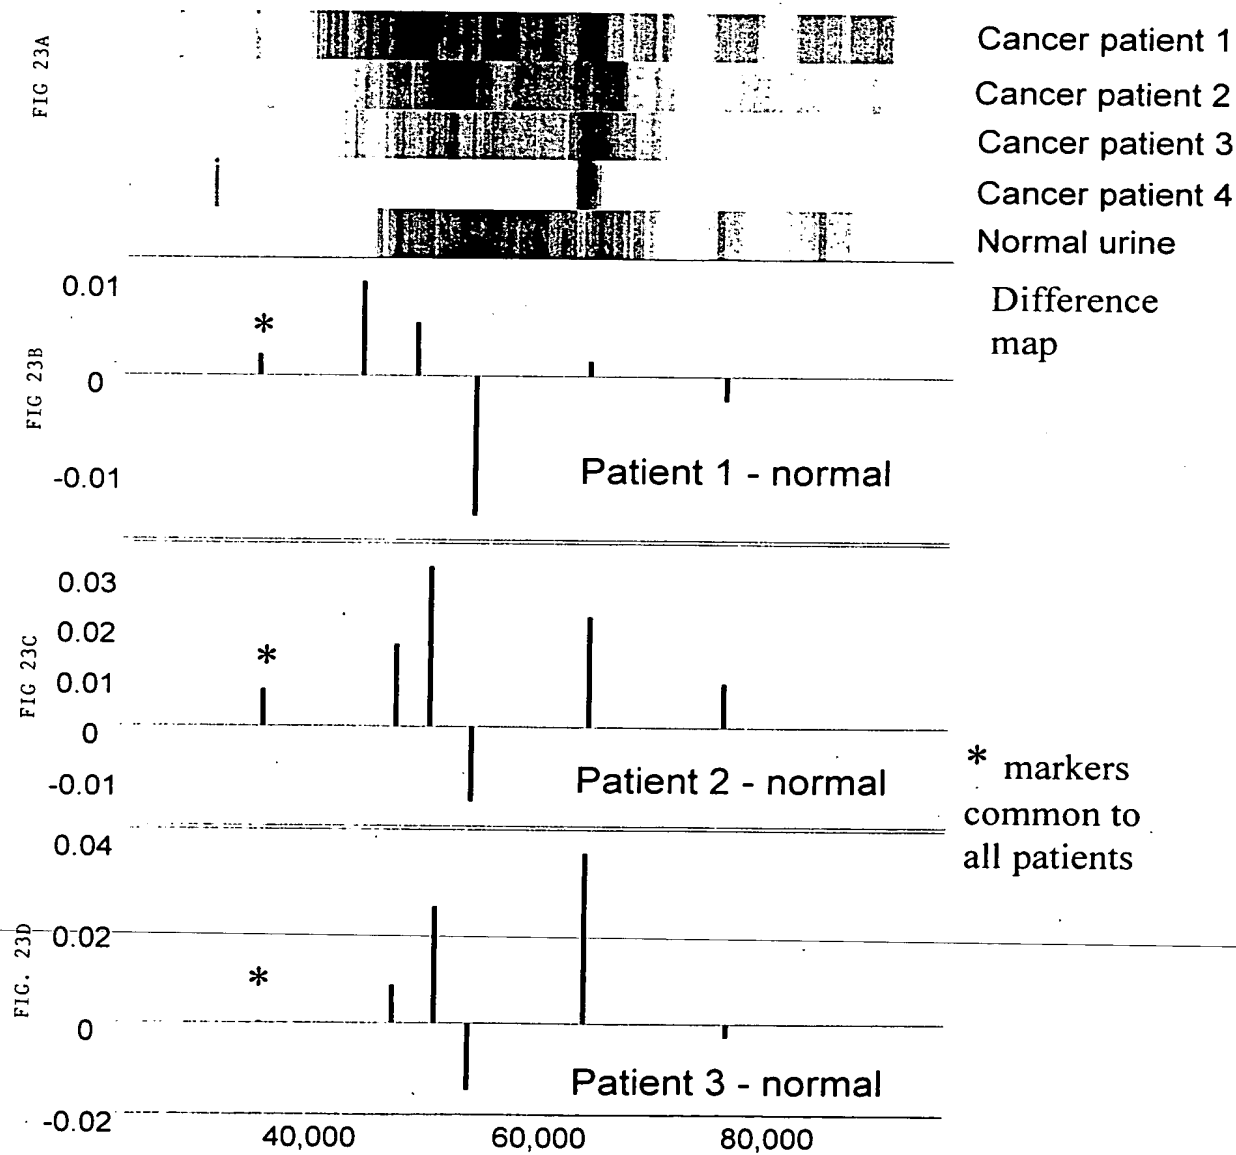 FIG 23A
Cancer patient 1
Cancer patient 2
Cancer patient 3
Cancer patient 4
Normal urine
Difference
map
FIG 23B
0.01
*
0
-0.01
Patient 1 - normal
FIG 23C
0.03
0.02
*
0.01
0
-0.01
Patient 2 - normal
* markers
common to
all patients
FIG. 23D
0.04
0.02
*
0
-0.02
Patient 3 - normal
40,000
60,000
80,000